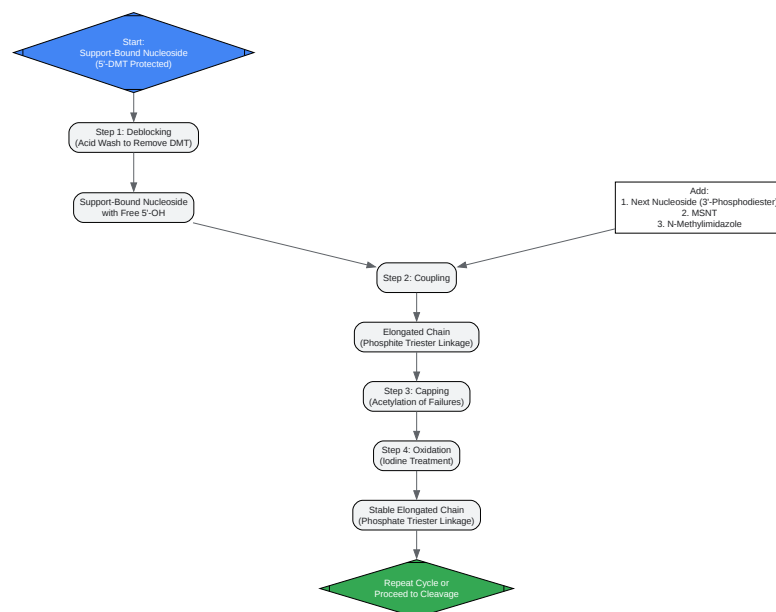 Start:
Support-Bound Nucleoside
(5'-DMT Protected)
Step 1: Deblocking
(Acid Wash to Remove DMT)
Support-Bound Nucleoside
with Free 5'-OH
Add:
1. Next Nucleoside (3'-Phosphodiester)
2. MSNT
3. N-Methylimidazole
Step 2: Coupling
Elongated Chain
(Phosphite Triester Linkage)
Step 3: Capping
(Acetylation of Failures)
Step 4: Oxidation
(Iodine Treatment)
Stable Elongated Chain
(Phosphate Triester Linkage)
Repeat Cycle or
Proceed to Cleavage